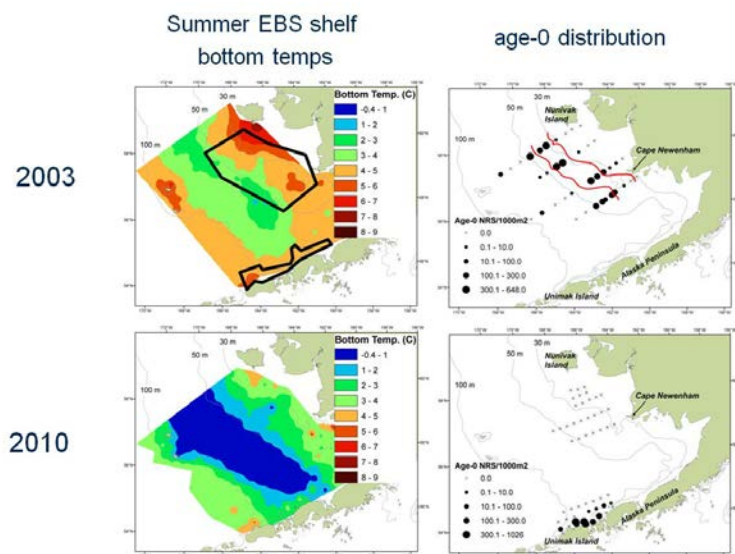 Summer EBS shelf
bottom temps
age-0 distribution
2003
30 m
50 m
100 m
Bottom Temp. (C)
-0.4 - 1
1 - 2
2 - 3
3 - 4
4 - 5
5 - 6
6 - 7
7 - 8
8 - 9
30 m
50 m
100 m
Nunivak
Island
Cape Newenham
Age-0 NRS/1000m2
0.0
0.1 - 10.0
10.1 - 100.0
100.1 - 300.0
300.1 - 648.0
Alaska Peninsula
Unimak Island
2010
30 m
50 m
100 m
Bottom Temp. (C)
-0.4 - 1
1 - 2
2 - 3
3 - 4
4 - 5
5 - 6
6 - 7
7 - 8
8 - 9
30 m
50 m
100 m
Nunivak
Island
Cape Newenham
Age-0 NRS/1000m2
0.0
0.1 - 10.0
10.1 - 100.0
100.1 - 300.0
300.1 - 1026
Alaska Peninsula
Unimak Island